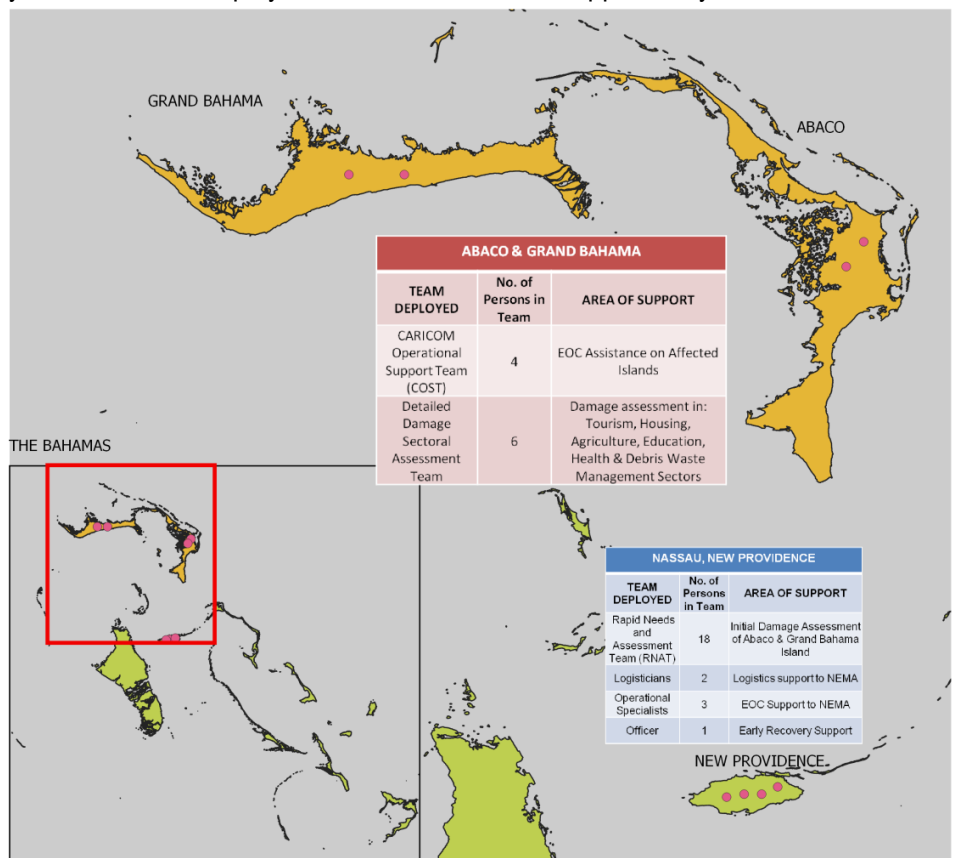 GRAND BAHAMA
ABACO
ABACO & GRAND BAHAMA
TEAM
DEPLOYED
No. of
Persons in
Team
AREA OF SUPPORT
CARICOM
Operational
Support Team
(COST)
4
EOC Assistance on Affected
Islands
Detailed
Damage
Sectoral
Assessment
Team
6
Damage assessment in:
Tourism, Housing,
Agriculture, Education,
Health & Debris Waste
Management Sectors
THE BAHAMAS
NASSAU, NEW PROVIDENCE
TEAM
DEPLOYED
No. of
Persons
in Team
AREA OF SUPPORT
Rapid Needs
and
Assessment
Team (RNAT)
18
Initial Damage Assessment
of Abaco & Grand Bahama
Island
Logisticians
2
Logistics support to NEMA
Operational
Specialists
3
EOC Support to NEMA
Officer
1
Early Recovery Support
NEW PROVIDENCE